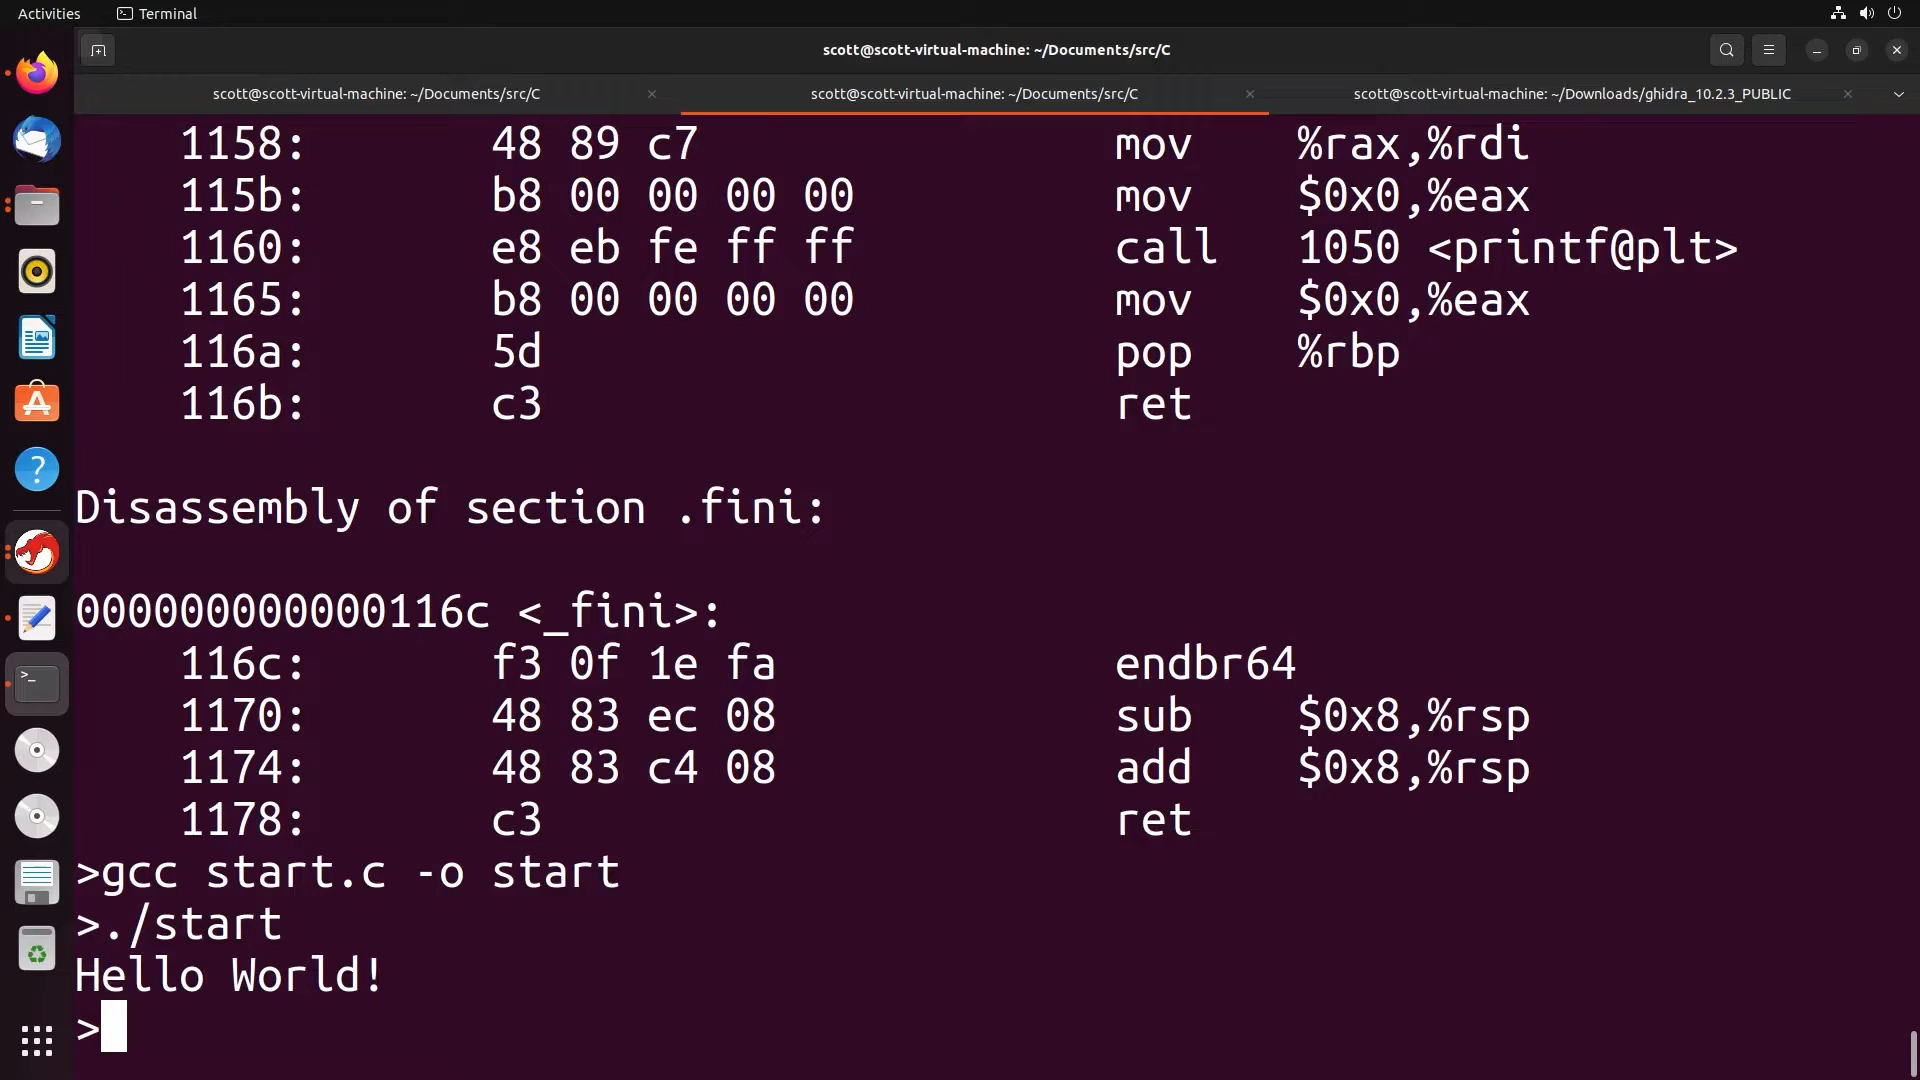 Activities Terminal
scott@scott-virtual-machine: ~/Documents/src/C
scott@scott-virtual-machine: ~/Documents/src/C scott@scott-virtual-machine: ~/Documents/src/C scott@scott-virtual-machine: ~/Downloads/ghidra_10.2.3_PUBLIC
1158: 48 89 c7 mov %rax,%rdi
115b: b8 00 00 00 00 mov $0x0,%eax
1160: e8 eb fe ff ff call 1050 <printf@plt>
1165: b8 00 00 00 00 mov $0x0,%eax
116a: 5d pop %rbp
116b: c3 ret
Disassembly of section .fini:
000000000000116c <_fini>:
116c: f3 0f 1e fa endbr64
1170: 48 83 ec 08 sub $0x8,%rsp
1174: 48 83 c4 08 add $0x8,%rsp
1178: c3 ret
>gcc start.c -o start
>./start
Hello World!
>